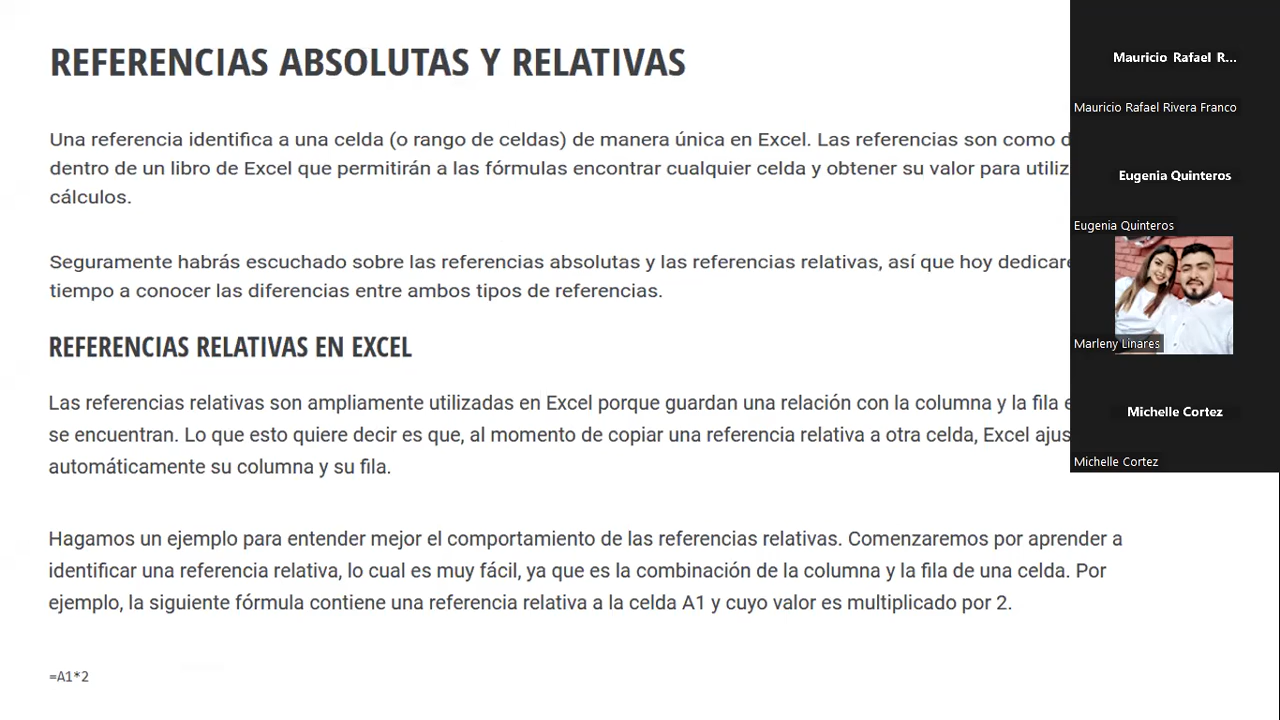 REFERENCIAS ABSOLUTAS Y RELATIVAS
Una referencia identifica a una celda (o rango de celdas) de manera única en Excel. Las referencias son como
dentro de un libro de Excel que permitirán a las fórmulas encontrar cualquier celda y obtener su valor para
cálculos.
Seguramente habrás escuchado sobre las referencias absolutas y las referencias relativas, así que hoy
tiempo a conocer las diferencias entre ambos tipos de referencias.
REFERENCIAS RELATIVAS EN EXCEL
Las referencias relativas son ampliamente utilizadas en Excel porque guardan una relación con la columna y la fila
se encuentran. Lo que esto quiere decir es que, al momento de copiar una referencia relativa a otra celda, Excel
automáticamente su columna y su fila.
Hagamos un ejemplo para entender mejor el comportamiento de las referencias relativas. Comenzaremos por aprender a
identificar una referencia relativa, lo cual es muy fácil, ya que es la combinación de la columna y la fila de una celda. Por
ejemplo, la siguiente fórmula contiene una referencia relativa a la celda A1 y cuyo valor es multiplicado por 2.
=A1*2
Mauricio Rafael R...
Mauricio Rafael Rivera Franco
Eugenia Quinteros
Eugenia Quinteros
Marleny Linares
Michelle Cortez
Michelle Cortez